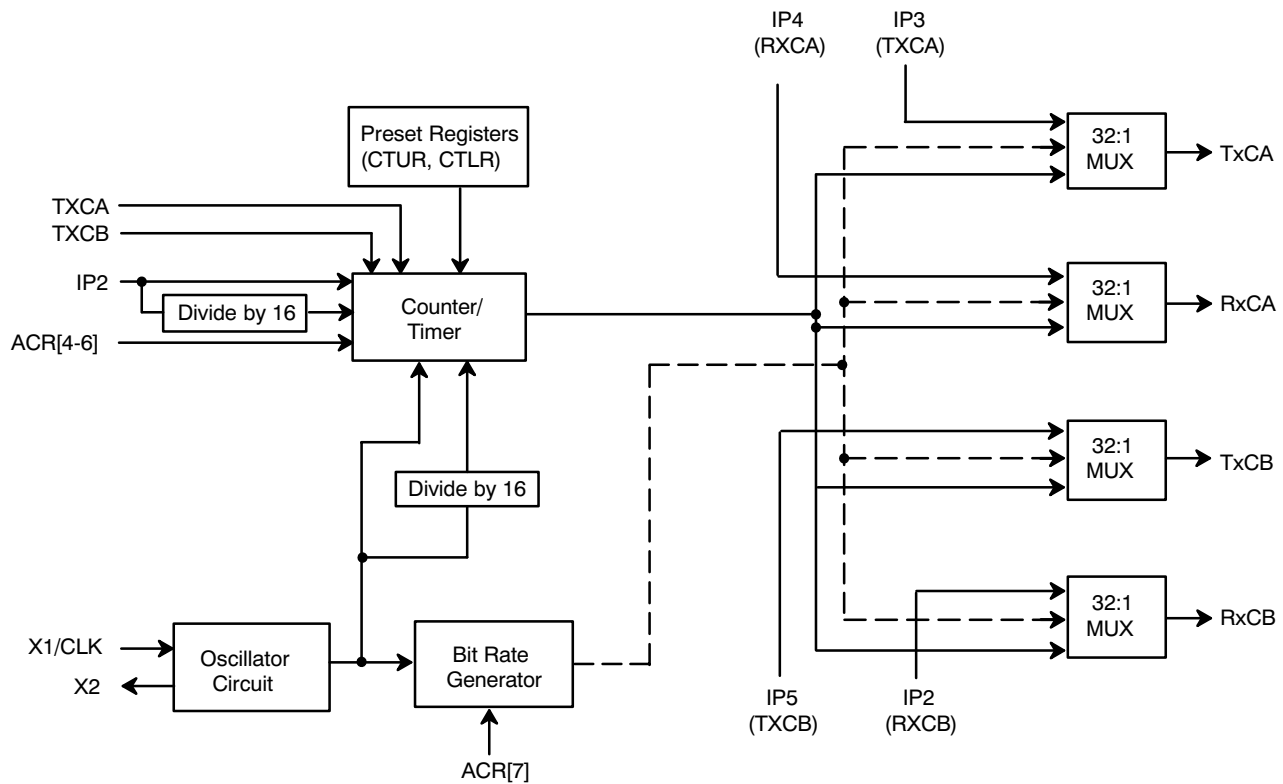 IP4
(RXCA)
IP3
(TXCA)
Preset Registers
(CTUR, CTLR)
32:1
MUX
TxCA
TXCA
TXCB
IP2
Divide by 16
Counter/
Timer
ACR[4-6]
32:1
MUX
RxCA
32:1
MUX
TxCB
Divide by 16
32:1
MUX
RxCB
X1/CLK
X2
Oscillator
Circuit
Bit Rate
Generator
IP5
(TXCB)
IP2
(RXCB)
ACR[7]